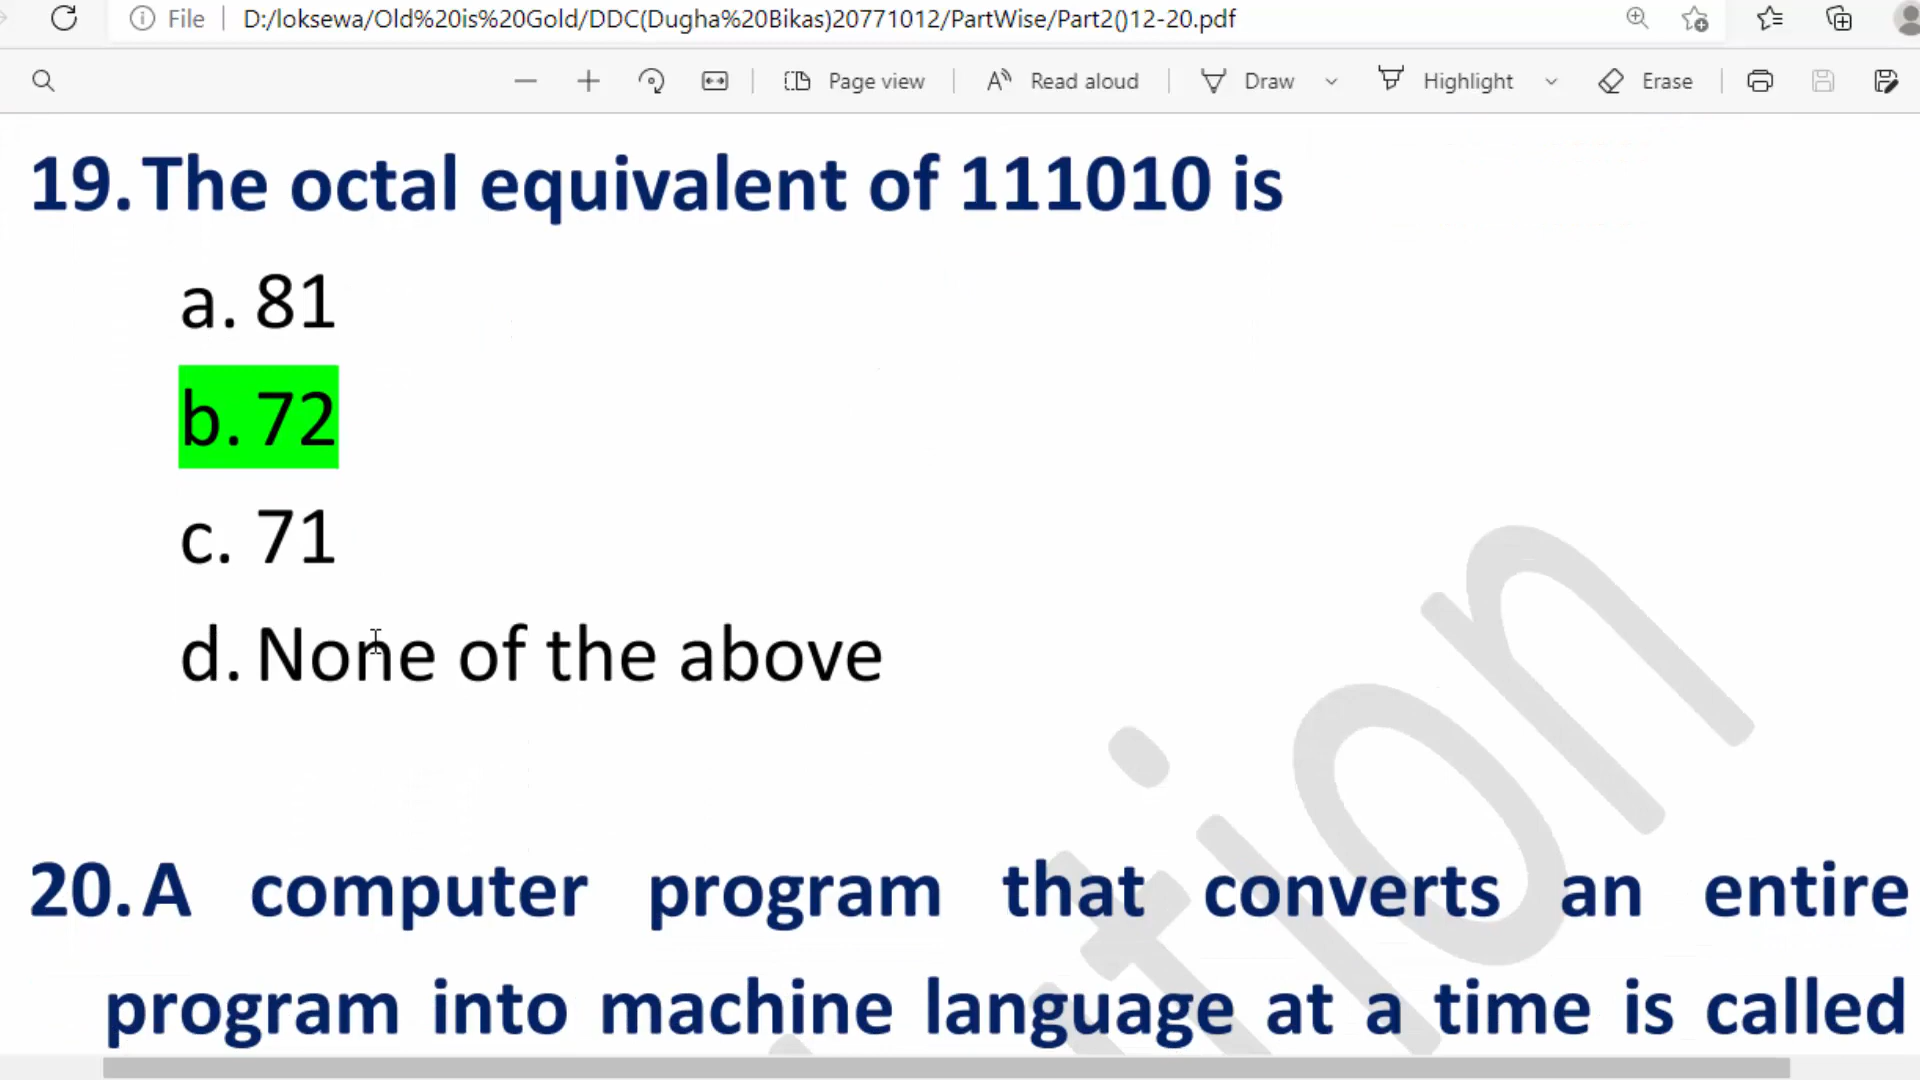 File D:/loksewa/Old%20is%20Gold/DDC(Dugha%20Bikas)20771012/PartWise/Part2()12-20.pdf
Page view Read aloud Draw Highlight Erase
19. The octal equivalent of 111010 is
a. 81
b. 72
c. 71
d. None of the above
20. A computer program that converts an entire
program into machine language at a time is called